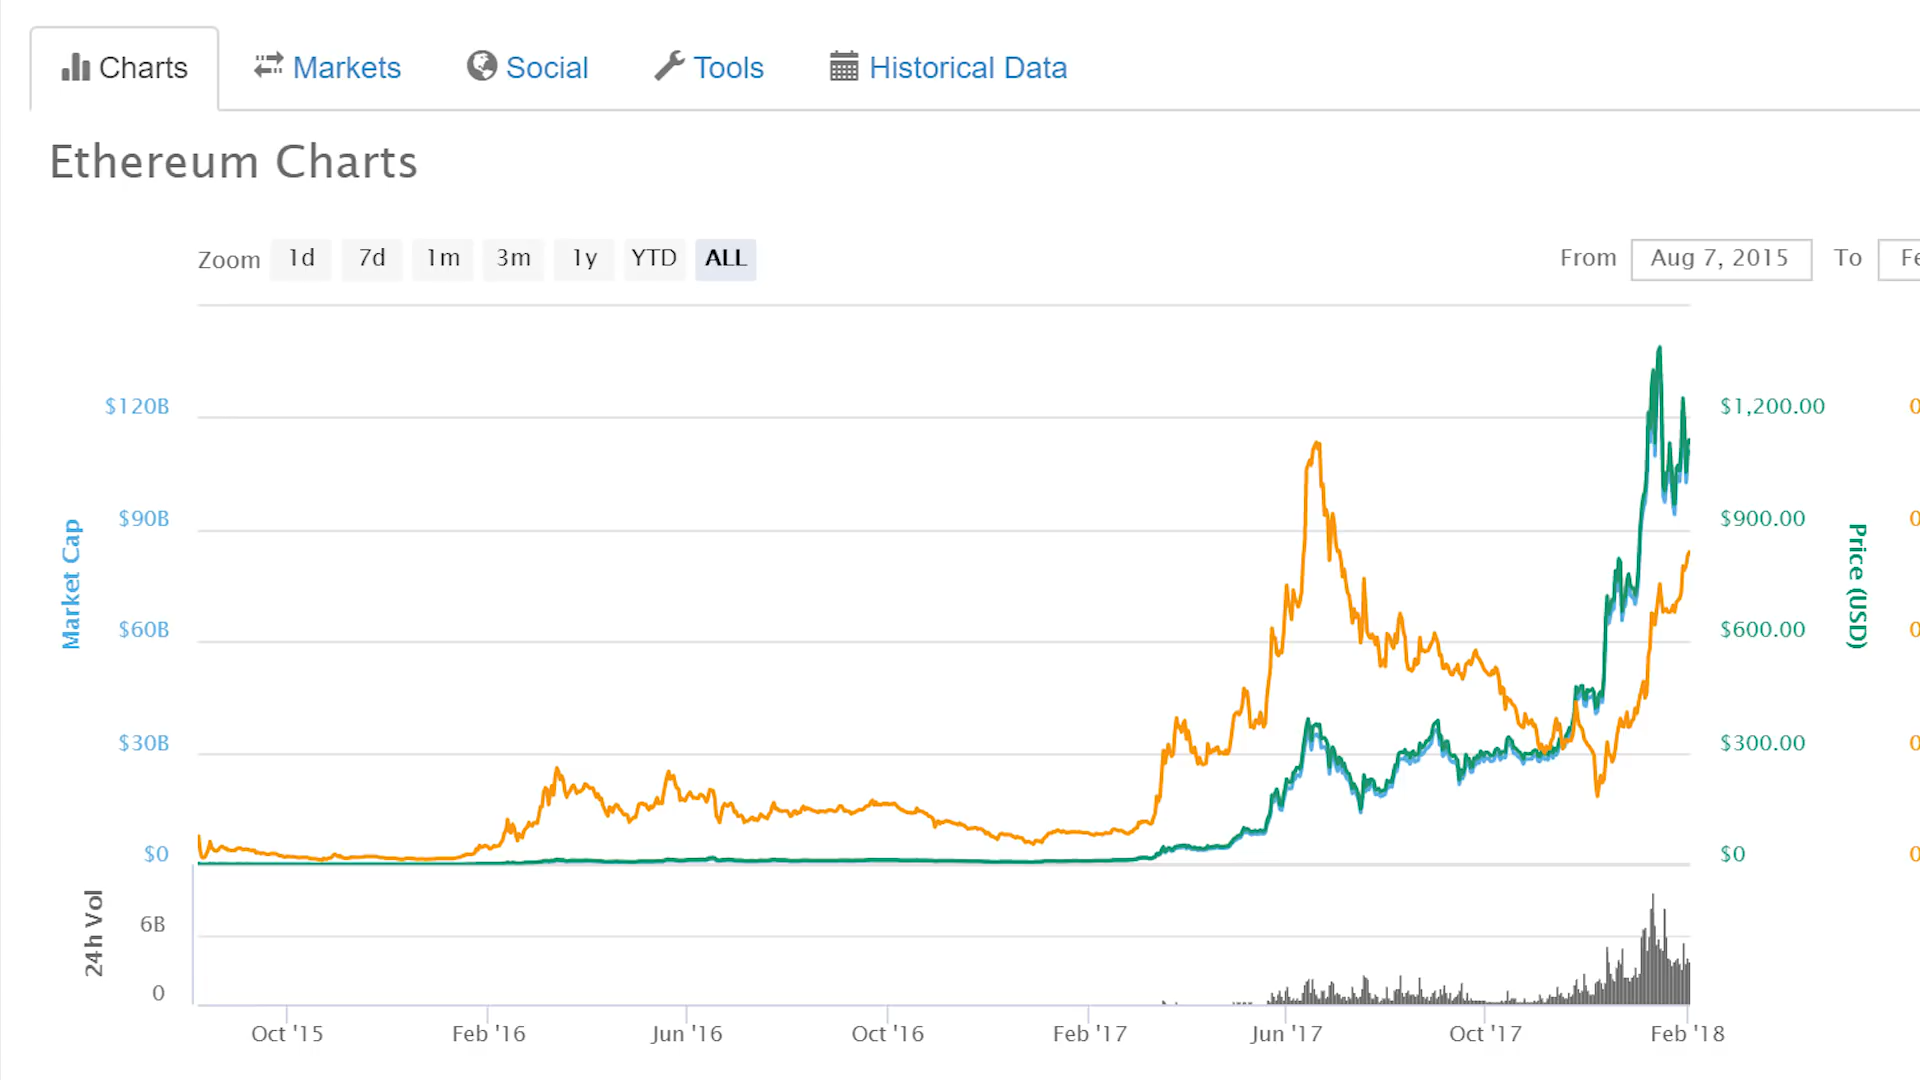 Charts Markets Social Tools Historical Data
Ethereum Charts
Zoom 1d 7d 1m 3m 1y YTD ALL From Aug 7, 2015 To
$120B $1,200.00
$90B $900.00
Market Cap
Price (USD)
$60B $600.00
$30B $300.00
$0 $0
24h Vol
6B
0
Oct '15 Feb '16 Jun '16 Oct '16 Feb '17 Jun '17 Oct '17 Feb '18